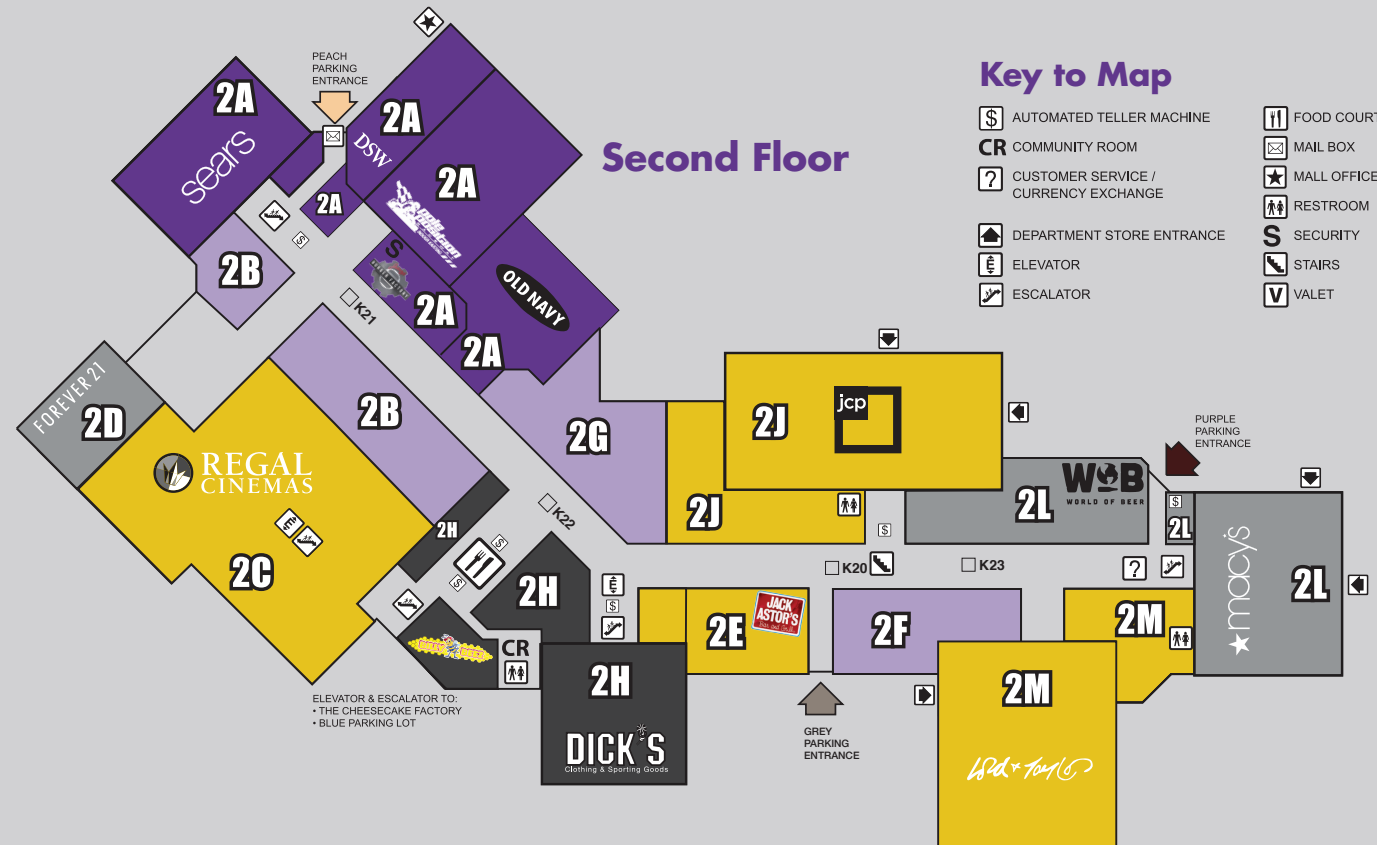 PEACH
PARKING
ENTRANCE
2A
sears
2A
DSW
2A
2A
S
2A
2A
OLD NAVY
2B
K21
Second Floor
Key to Map
$ AUTOMATED TELLER MACHINE
CR COMMUNITY ROOM
? CUSTOMER SERVICE /
CURRENCY EXCHANGE
DEPARTMENT STORE ENTRANCE
E ELEVATOR
ESCALATOR
FOOD COURT
MAIL BOX
MALL OFFICE
RESTROOM
S SECURITY
STAIRS
V VALET
FOREVER 21
2D
2B
REGAL
CINEMAS
2C
E
2H
$
$
$
K22
2G
jcp
2J
2J
$
PURPLE
PARKING
ENTRANCE
WOB
WORLD OF BEER
2L
$
2L
macy's
2L
K20
K23
?
2H
E
$
CR
2H
DICK'S
Clothing & Sporting Goods
2E
JACK
ASTOR'S
Bar and Grill
2F
2M
2M
Lord & Taylor
GREY
PARKING
ENTRANCE
ELEVATOR & ESCALATOR TO:
• THE CHEESECAKE FACTORY
• BLUE PARKING LOT